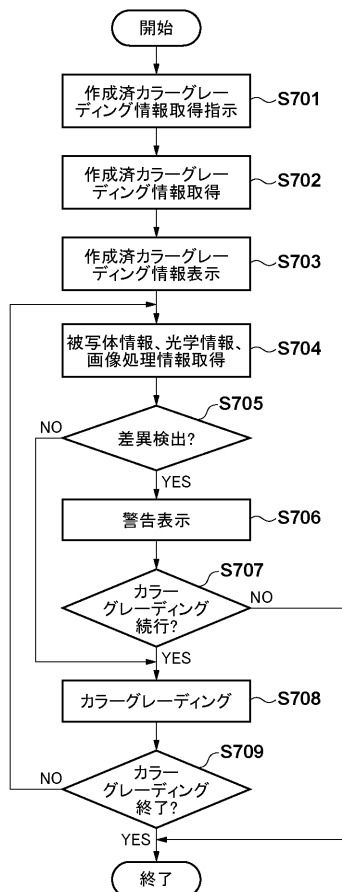 開始
作成済カラーグレー
ディング情報取得指示
S701
作成済カラーグレー
ディング情報取得
S702
作成済カラーグレー
ディング情報表示
S703
被写体情報、光学情報、
画像処理情報取得
S704
S705
NO
差異検出?
YES
警告表示
S706
S707
カラー
グレーディング
続行?
NO
YES
カラーグレーディング
S708
S709
NO
カラー
グレーディング
終了?
YES
終了